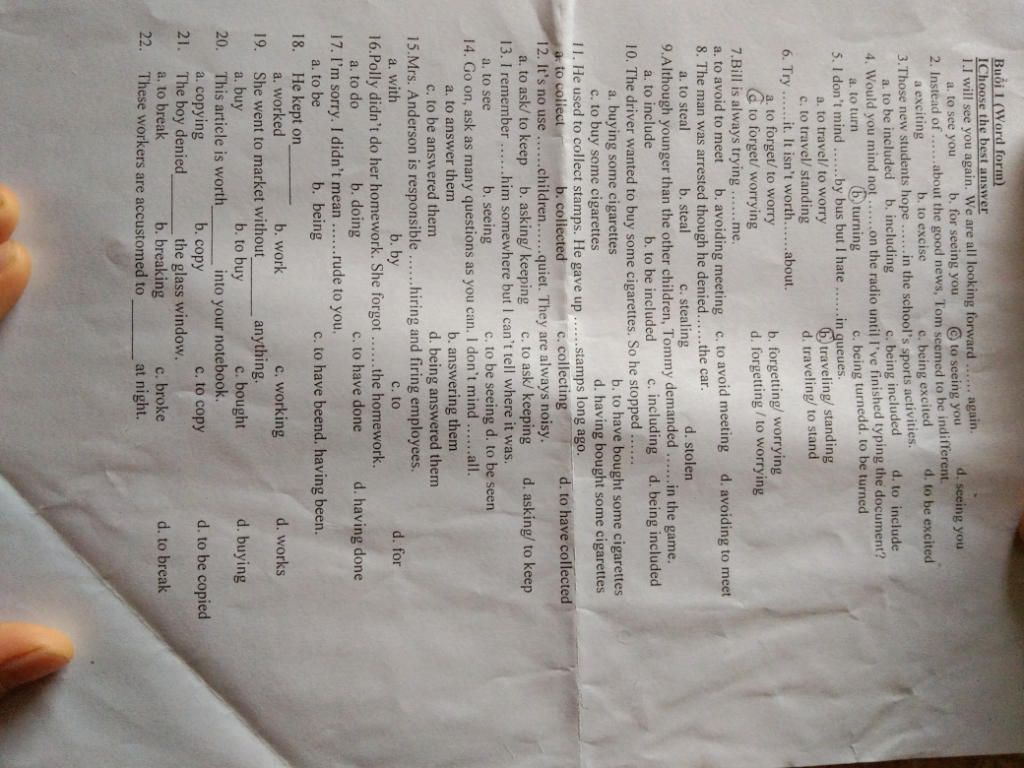 Buổi 1 (Word form)
I Choose the best answer
1.I will see you again. We are all looking forward ........ again.
a. to see you b. for seeing you c. to seeing you d. seeing you
2. Instead of .......about the good news, Tom seemed to be indifferent.
a exciting b. to excise c. being excited d. to be excited
3.Those new students hope .......in the school's sports activities.
a. to be included b. including c. being included d. to include
4. Would you mind not .......on the radio until I've finished typing the document?
a. to turn b. turning c. being turned. to be turned
5. I don't mind .......by bus but I hate .......in queues.
a. to travel/ to worry b. traveling/ standing
c. to travel/ standing d. traveling/ to stand
6. Try .......it. It isn't worth.......about.
a. to forget/ to worry b. forgetting/ worrying
c. to forget/ worrying d. forgetting / to worrying
7.Bill is always trying .......me.
a. to avoid to meet b. avoiding meeting c. to avoid meeting d. avoiding to meet
8. The man was arrested though he denied......the car.
a. to steal b. steal c. stealing d. stolen
9.Although younger than the other children, Tommy demanded .......in the game.
a. to include b. to be included c. including d. being included
10. The driver wanted to buy some cigarettes. So he stopped ......
a. buying some cigarettes b. to have bought some cigarettes
c. to buy some cigarettes d. having bought some cigarettes
11. He used to collect stamps. He gave up .......stamps long ago.
a. to collect b. collected c. collecting d. to have collected
12. It's no use .......children.......quiet. They are always noisy.
a. to ask/ to keep b. asking/ keeping c. to ask/ keeping d. asking/ to keep
13. I remember .......him somewhere but I can't tell where it was.
a. to see b. seeing c. to be seeing d. to be seen
14. Go on, ask as many questions as you can. I don't mind .......all.
a. to answer them b. answering them
c. to be answered them d. being answered them
15.Mrs. Anderson is responsible .......hiring and firing employees.
a. with b. by c. to d. for
16.Polly didn't do her homework. She forgot .......the homework.
a. to do b. doing c. to have done d. having done
17. I'm sorry. I didn't mean .......rude to you.
a. to be b. being c. to have beend. having been.
18. He kept on________
a. worked b. work c. working d. works
19. She went to market without________ anything.
a. buy b. to buy c. bought d. buying
20. This article is worth________ into your notebook.
a. copying b. copy c. to copy d. to be copied
21. The boy denied________ the glass window.
a. to break b. breaking c. broke d. to break
22. These workers are accustomed to ________ at night.